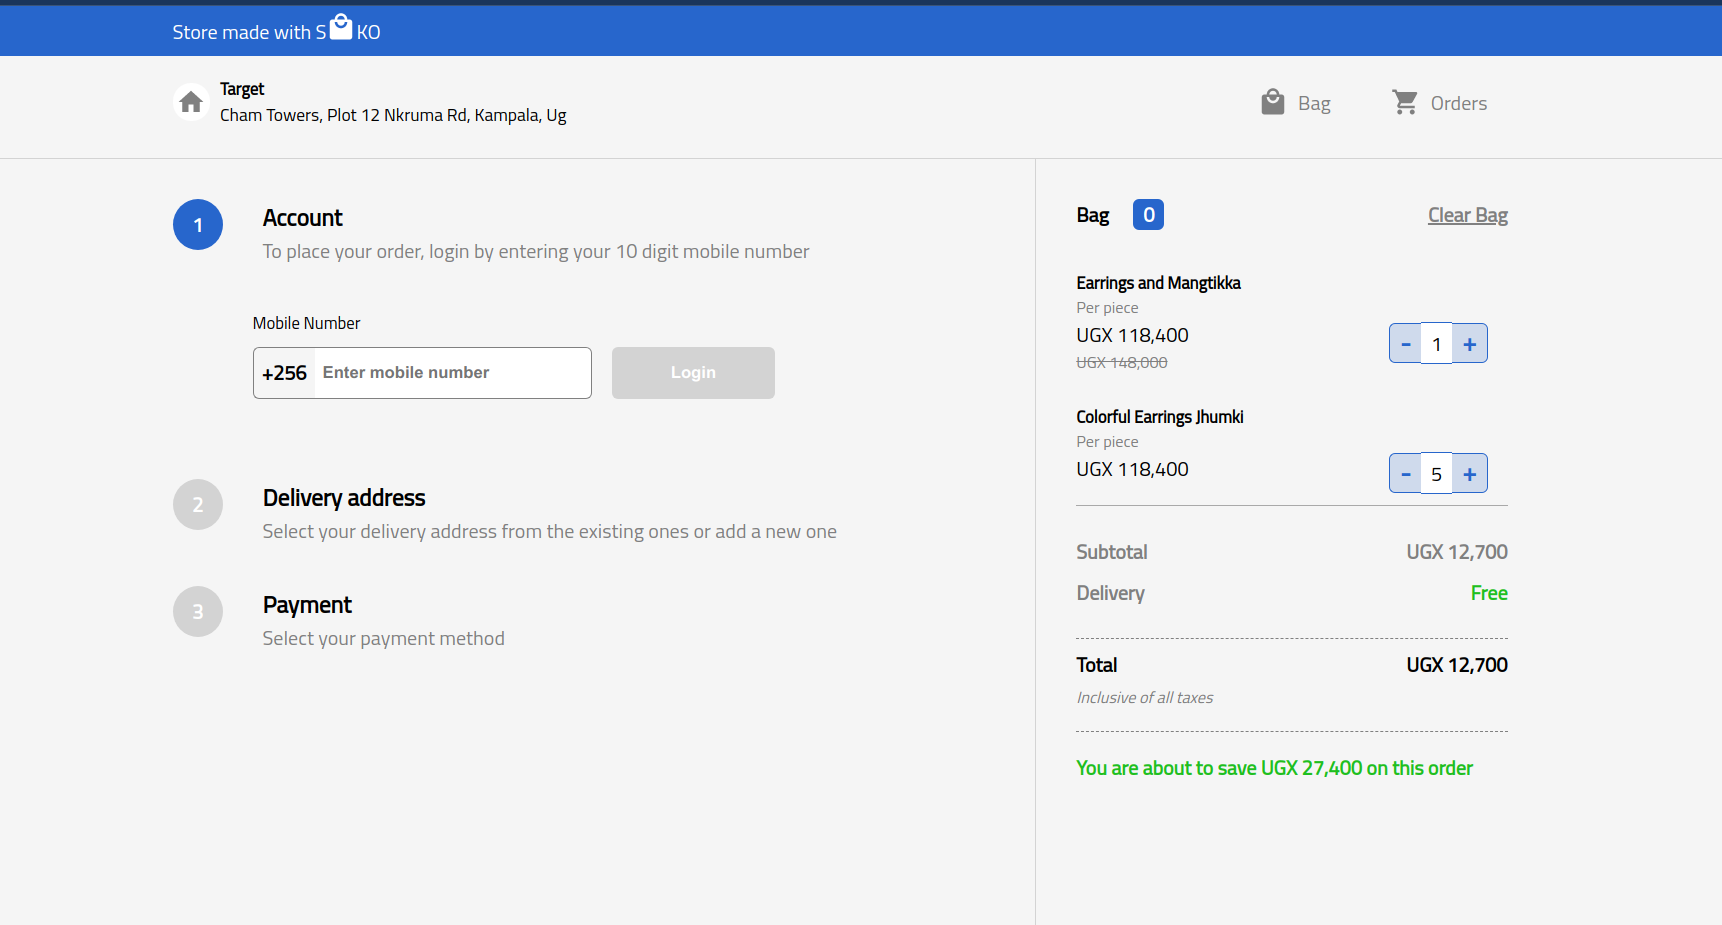 Store made with S KO
Target
Cham Towers, Plot 12 Nkruma Rd, Kampala, Ug
Bag
Orders
1
Account
To place your order, login by entering your 10 digit mobile number
Mobile Number
+256 Enter mobile number
Login
2
Delivery address
Select your delivery address from the existing ones or add a new one
3
Payment
Select your payment method
Bag 0 Clear Bag
Earrings and Mangtikka
Per piece
UGX 118,400
UGX 148,000
- 1 +
Colorful Earrings Jhumki
Per piece
UGX 118,400
- 5 +
Subtotal UGX 12,700
Delivery Free
Total UGX 12,700
Inclusive of all taxes
You are about to save UGX 27,400 on this order